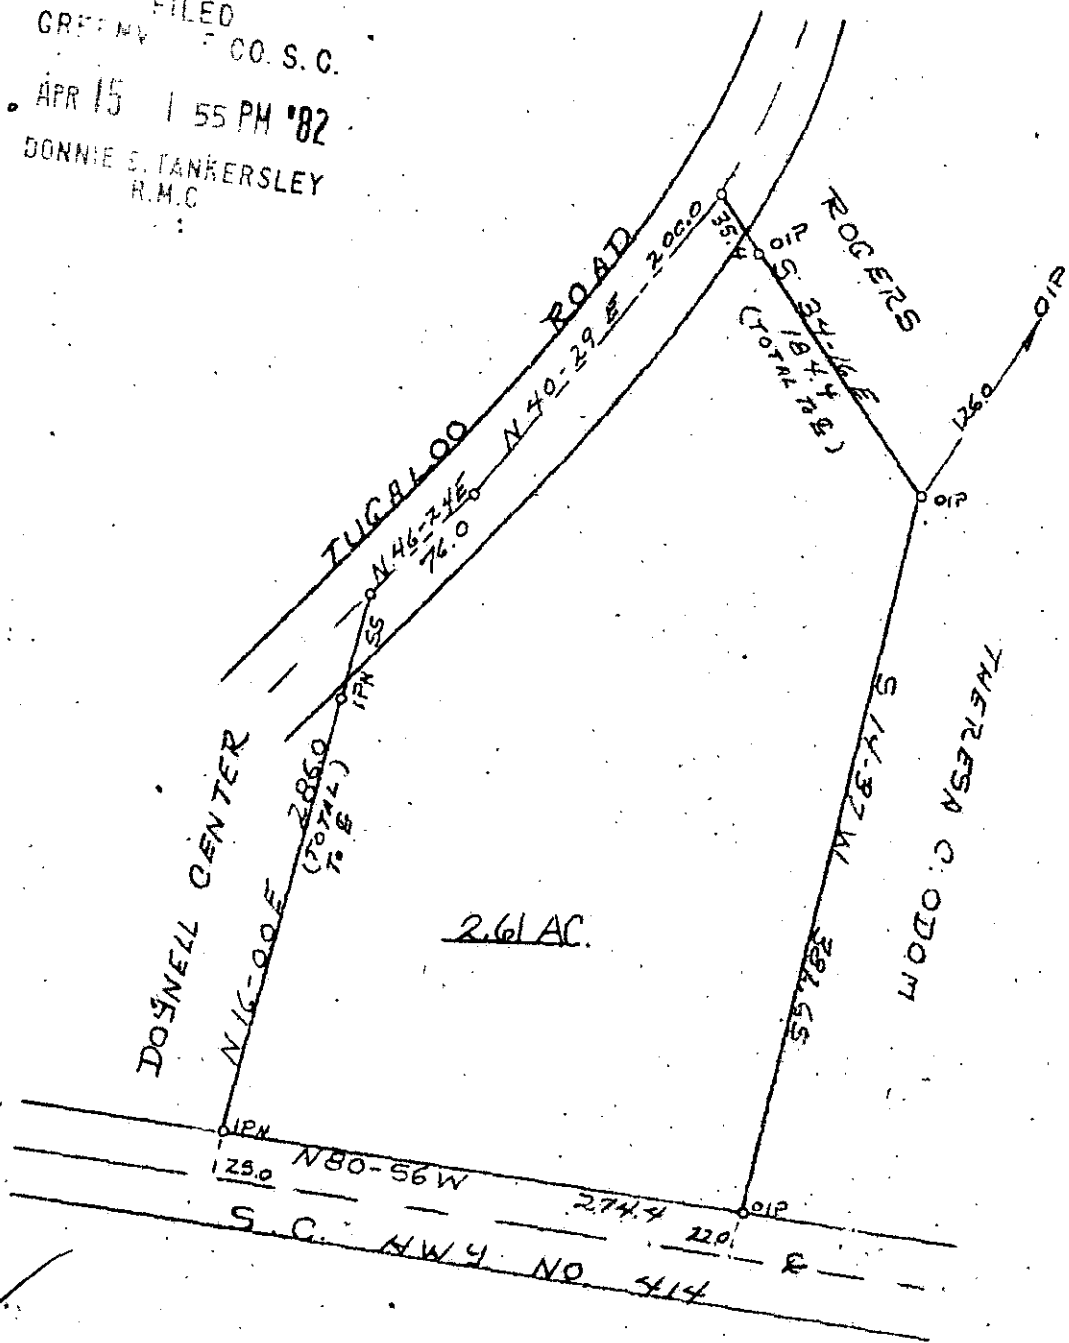 FILED
CO. S. C.
APR 15 1 55 PM '82
DONNIE S. TANKERSLEY
R.M.C
TUGALOO ROAD
N 40-29 E 200.0
N 46-24 E
76.0
35.4
OIP
ROGERS
S 34-16 E
184.4
(TOTAL TO ℄)
OIP
126.0
OIP
55
IPN
286.0
(TOTAL)
TO ℄
N 16-00 E
DOWNELL CENTER
2.61 AC.
S 14-37 W
THERESA C. ODOM
IPN
25.0
N 80-56 W
274.4
OIP
22.0
℄
S. C. HWY NO. 414